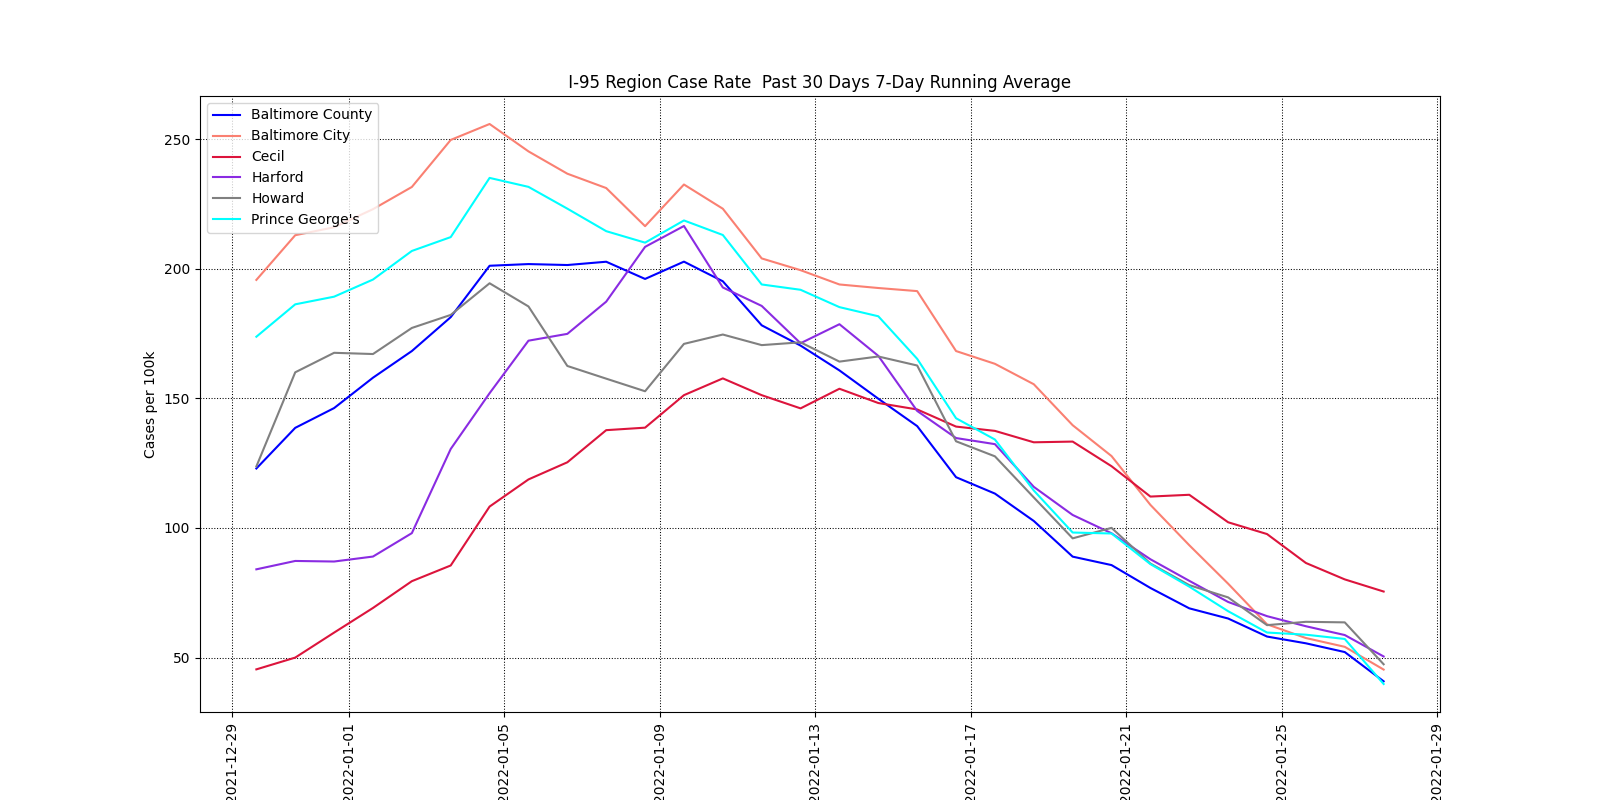 I-95 Region Case Rate  Past 30 Days 7-Day Running Average
Baltimore County
Baltimore City
Cecil
Harford
Howard
Prince George's
Cases per 100k
250
200
150
100
50
2021-12-29
2022-01-01
2022-01-05
2022-01-09
2022-01-13
2022-01-17
2022-01-21
2022-01-25
2022-01-29